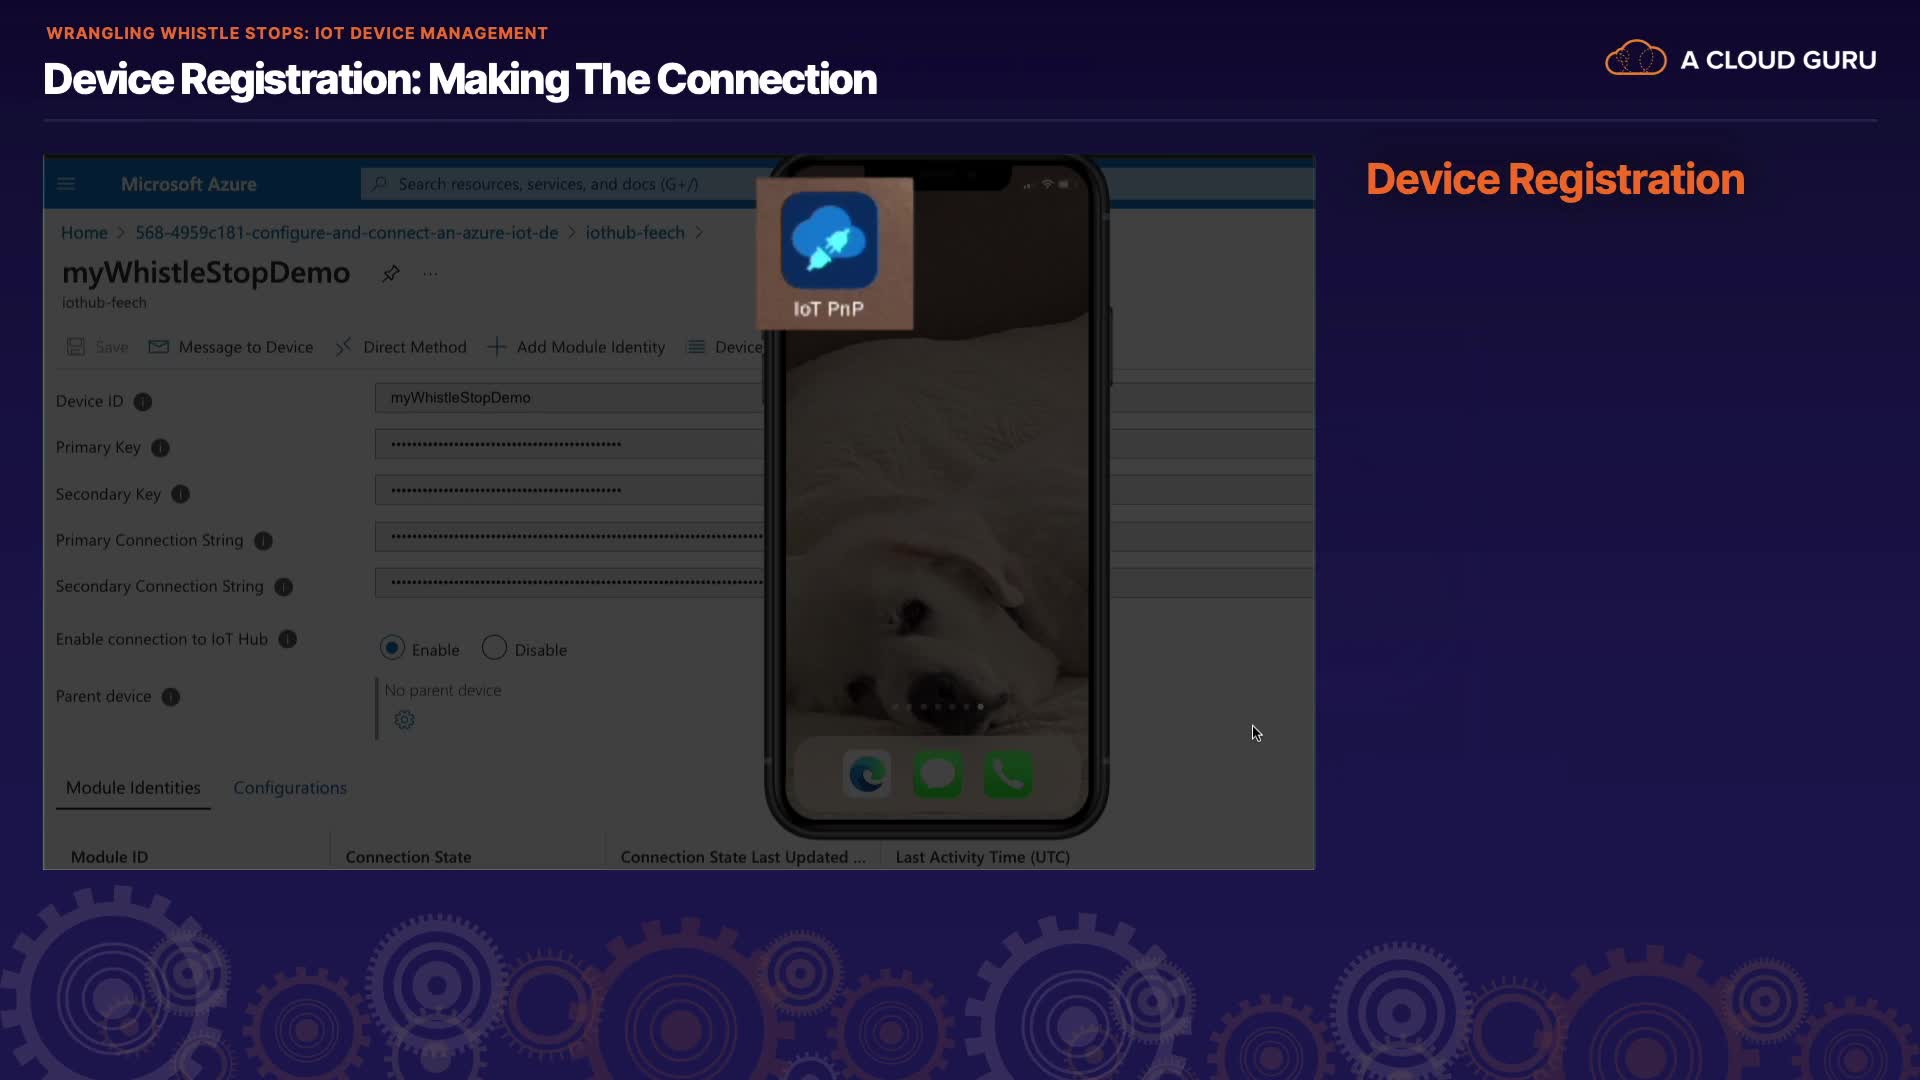 WRANGLING WHISTLE STOPS: IOT DEVICE MANAGEMENT
Device Registration: Making The Connection
A CLOUD GURU
Device Registration
Microsoft Azure
Search resources, services, and docs (G+/)
Home > 568-4959c181-configure-and-connect-an-azure-iot-de > iothub-feech >
myWhistleStopDemo
iothub-feech
IoT PnP
Save Message to Device Direct Method Add Module Identity Device
Device ID myWhistleStopDemo
Primary Key
Secondary Key
Primary Connection String
Secondary Connection String
Enable connection to IoT Hub
Enable Disable
Parent device No parent device
Module Identities Configurations
Module ID Connection State Connection State Last Updated ... Last Activity Time (UTC)